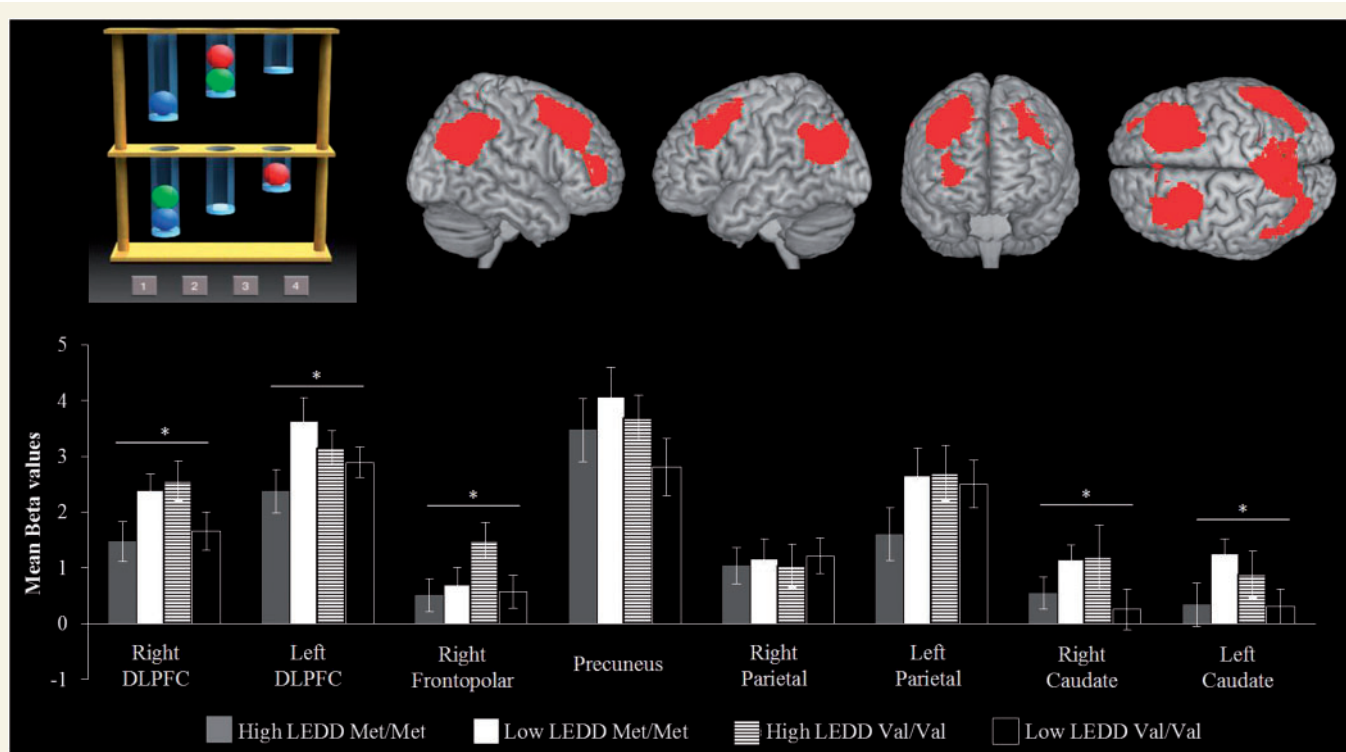 1 2 3 4
Mean Beta values
5
4
3
2
1
0
-1
* * * * *
Right DLPFC
Left DLPFC
Right Frontopolar
Precuneus
Right Parietal
Left Parietal
Right Caudate
Left Caudate
High LEDD Met/Met Low LEDD Met/Met High LEDD Val/Val Low LEDD Val/Val